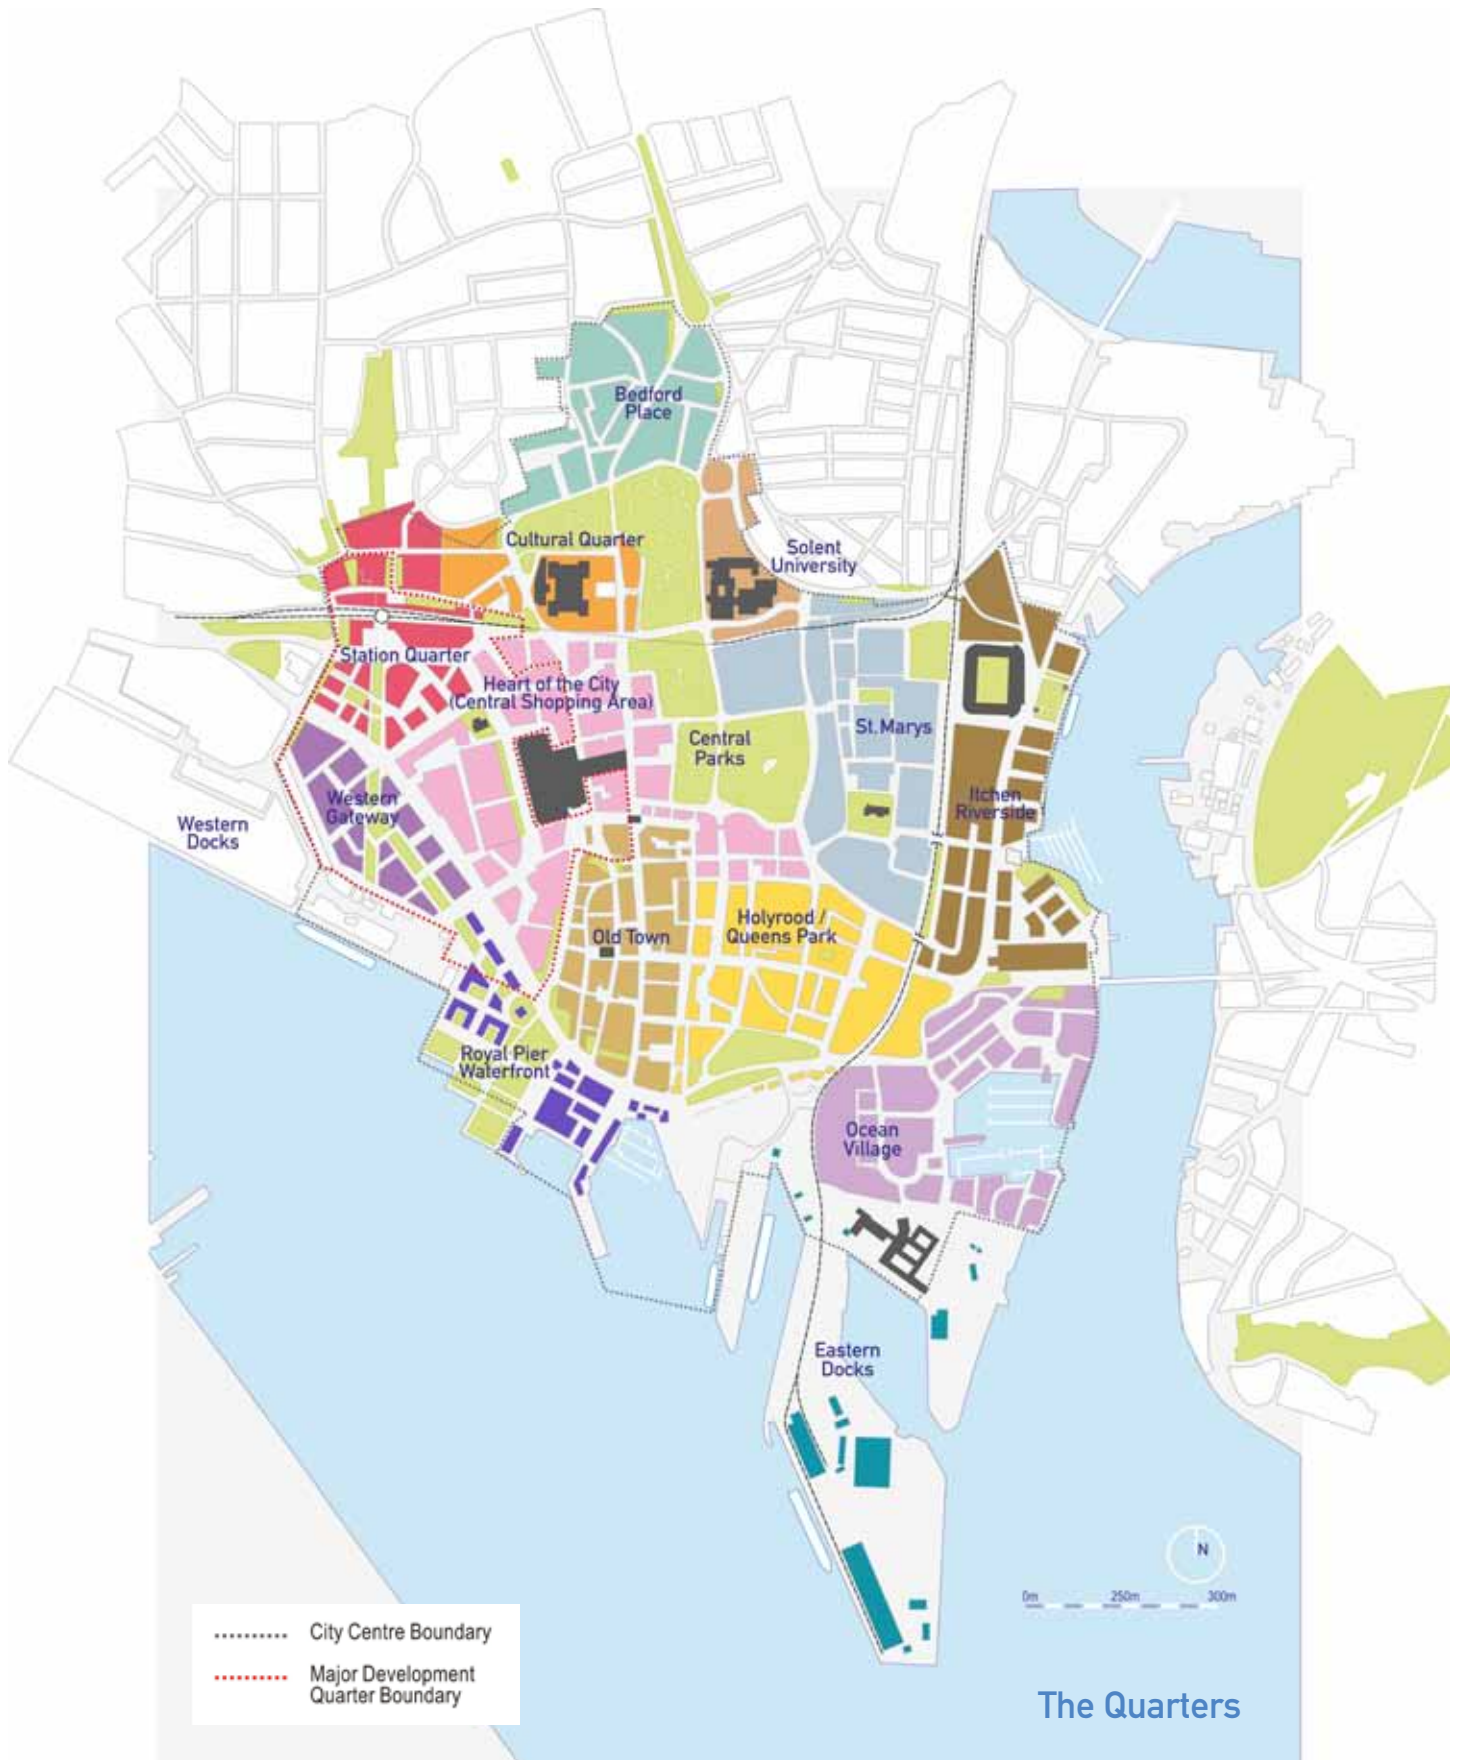 Bedford
Place
Cultural Quarter
Solent
University
Station Quarter
Heart of the City
(Central Shopping Area)
St.Marys
Central
Parks
Western
Gateway
Itchen
Riverside
Western
Docks
Holyrood /
Queens Park
Old Town
Royal Pier
Waterfront
Ocean
Village
Eastern
Docks
N
0m 250m 300m
City Centre Boundary
Major Development
Quarter Boundary
The Quarters